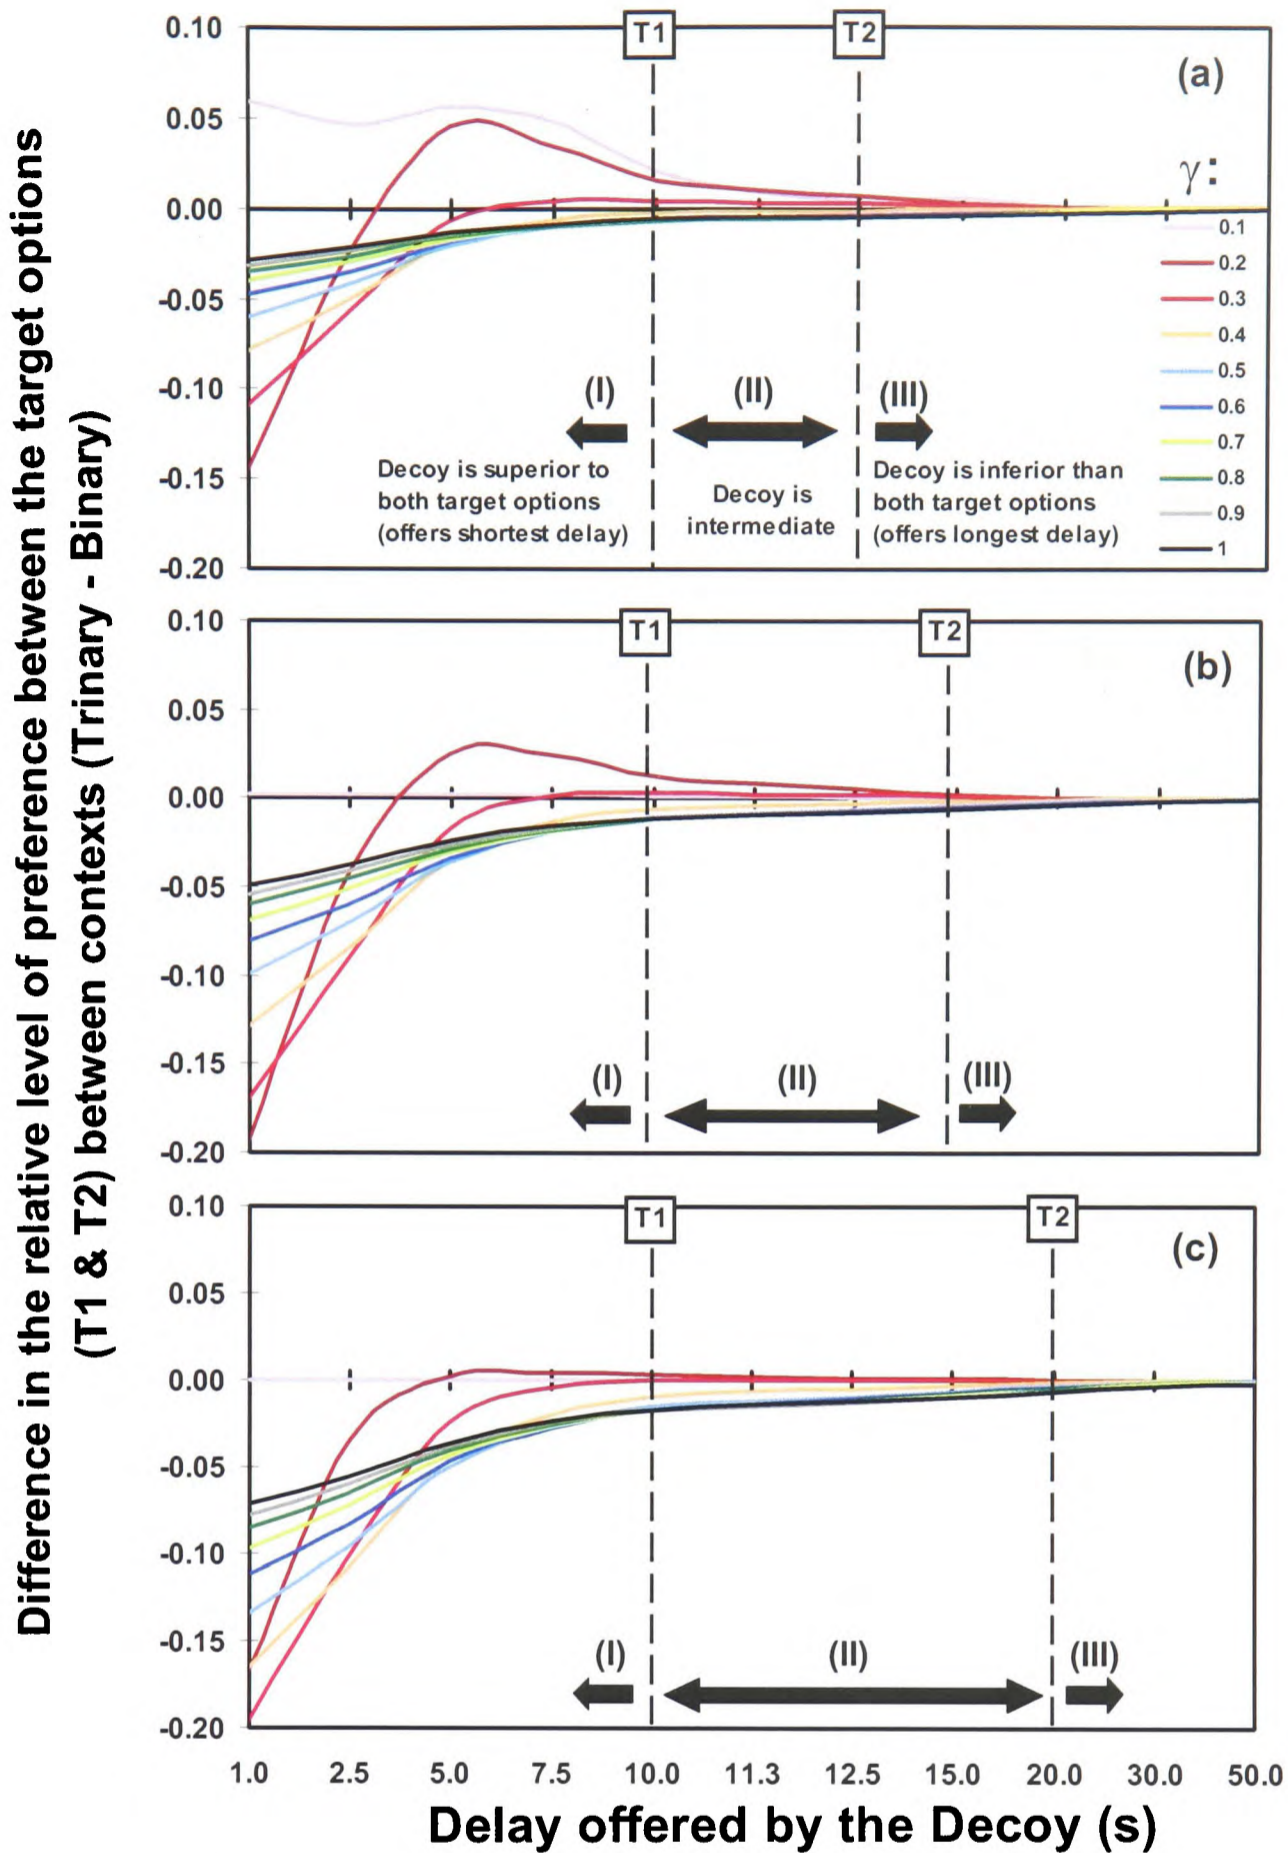 Difference in the relative level of preference between the target options
(T1 & T2) between contexts (Trinary - Binary)
0.10
0.05
0.00
-0.05
-0.10
-0.15
-0.20
T1
T2
(a)
γ:
0.1
0.2
0.3
0.4
0.5
0.6
0.7
0.8
0.9
1
(I)
(II)
(III)
Decoy is superior to
both target options
(offers shortest delay)
Decoy is
intermediate
Decoy is inferior than
both target options
(offers longest delay)
0.10
0.05
0.00
-0.05
-0.10
-0.15
-0.20
T1
T2
(b)
(I)
(II)
(III)
0.10
0.05
0.00
-0.05
-0.10
-0.15
-0.20
T1
T2
(c)
(I)
(II)
(III)
1.0 2.5 5.0 7.5 10.0 11.3 12.5 15.0 20.0 30.0 50.0
Delay offered by the Decoy (s)